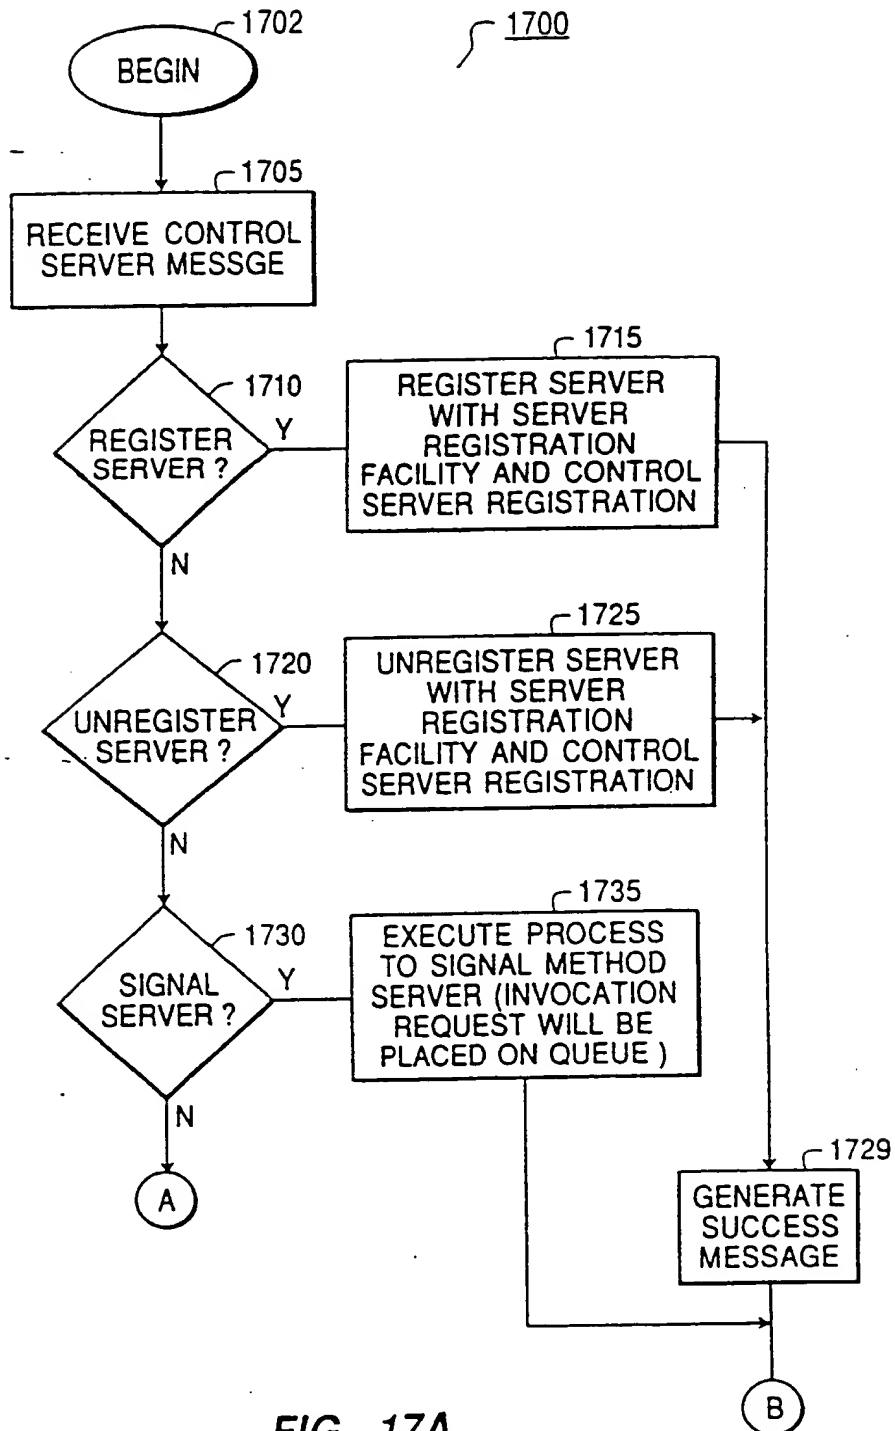 1702
1700
BEGIN
1705
RECEIVE CONTROL
SERVER MESSGE
1710
REGISTER
SERVER ?
Y
N
1715
REGISTER SERVER
WITH SERVER
REGISTRATION
FACILITY AND CONTROL
SERVER REGISTRATION
1720
UNREGISTER
SERVER ?
Y
N
1725
UNREGISTER SERVER
WITH SERVER
REGISTRATION
FACILITY AND CONTROL
SERVER REGISTRATION
1730
SIGNAL
SERVER ?
Y
N
1735
EXECUTE PROCESS
TO SIGNAL METHOD
SERVER (INVOCATION
REQUEST WILL BE
PLACED ON QUEUE )
A
1729
GENERATE
SUCCESS
MESSAGE
B
FIG. 17A